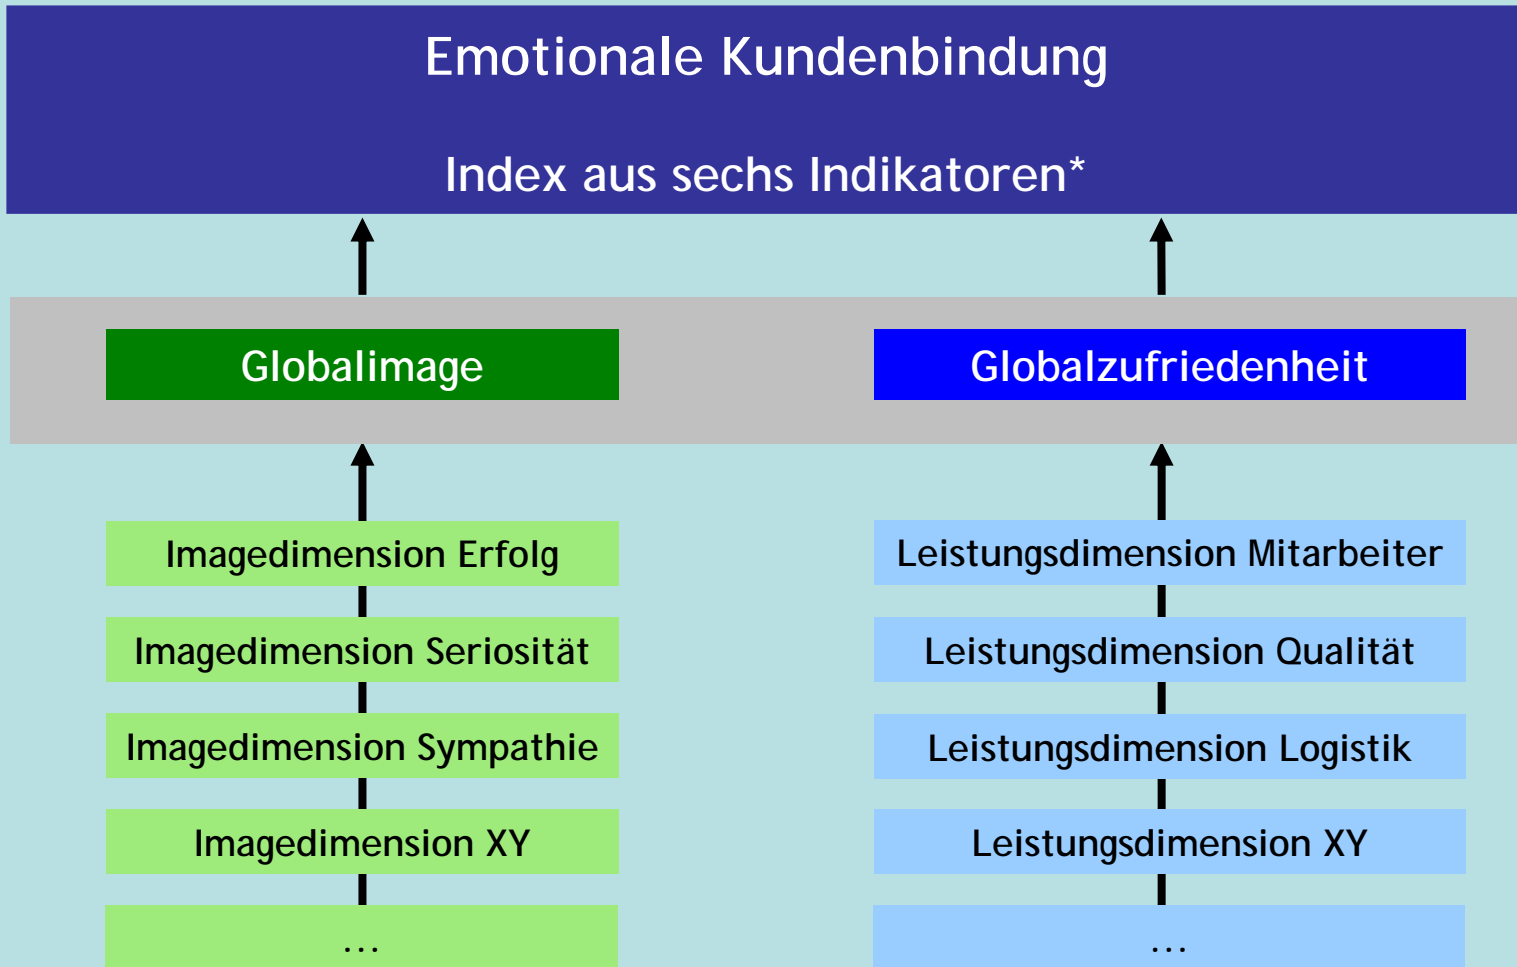 Emotionale Kundenbindung
Index aus sechs Indikatoren*
Globalimage
Globalzufriedenheit
Imagedimension Erfolg
Leistungsdimension Mitarbeiter
Imagedimension Seriosität
Leistungsdimension Qualität
Imagedimension Sympathie
Leistungsdimension Logistik
Imagedimension XY
Leistungsdimension XY
...
...